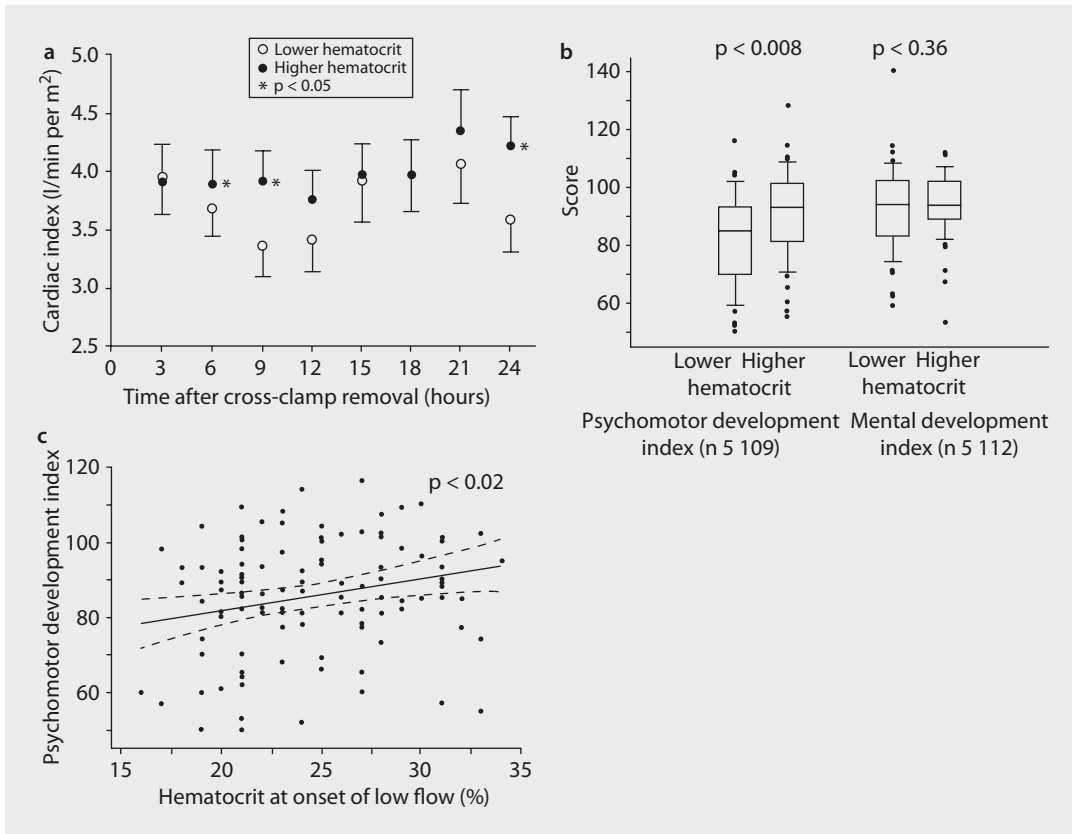 a
5.0
4.5
4.0
3.5
3.0
2.5
Cardiac index (l/min per m²)
Lower hematocrit
Higher hematocrit
* p < 0.05
*
*
*
0 3 6 9 12 15 18 21 24
Time after cross-clamp removal (hours)
b
p < 0.008 p < 0.36
140
120
100
80
60
Score
Lower Higher Lower Higher
hematocrit hematocrit
Psychomotor development Mental development
index (n 5 109) index (n 5 112)
c
p < 0.02
120
100
80
60
Psychomotor development index
15 20 25 30 35
Hematocrit at onset of low flow (%)